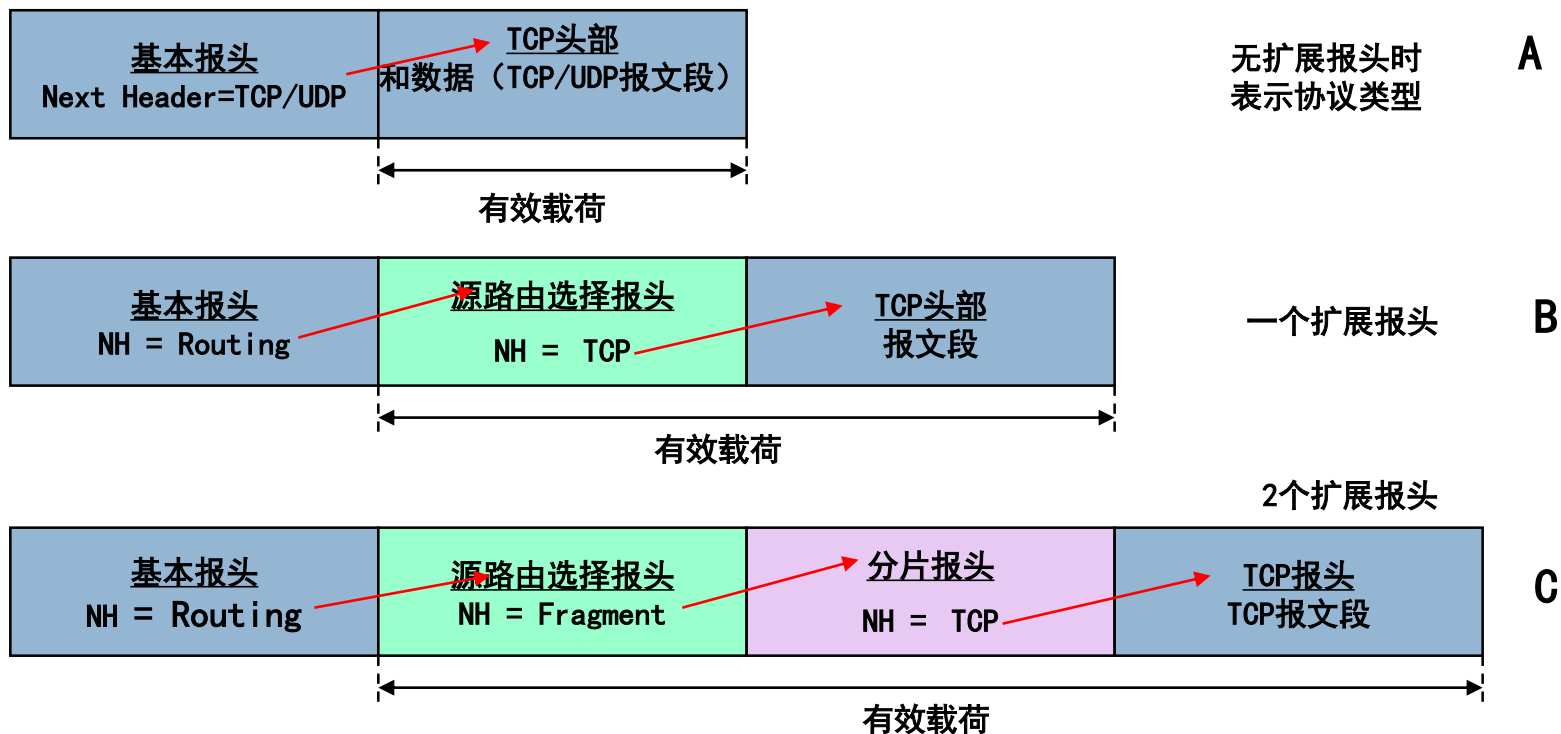 基本报头
Next Header=TCP/UDP
TCP头部
和数据（TCP/UDP报文段）
无扩展报头时
表示协议类型
A
有效载荷
基本报头
NH = Routing
源路由选择报头
NH = TCP
TCP头部
报文段
一个扩展报头
B
有效载荷
2个扩展报头
基本报头
NH = Routing
源路由选择报头
NH = Fragment
分片报头
NH = TCP
TCP报头
TCP报文段
C
有效载荷